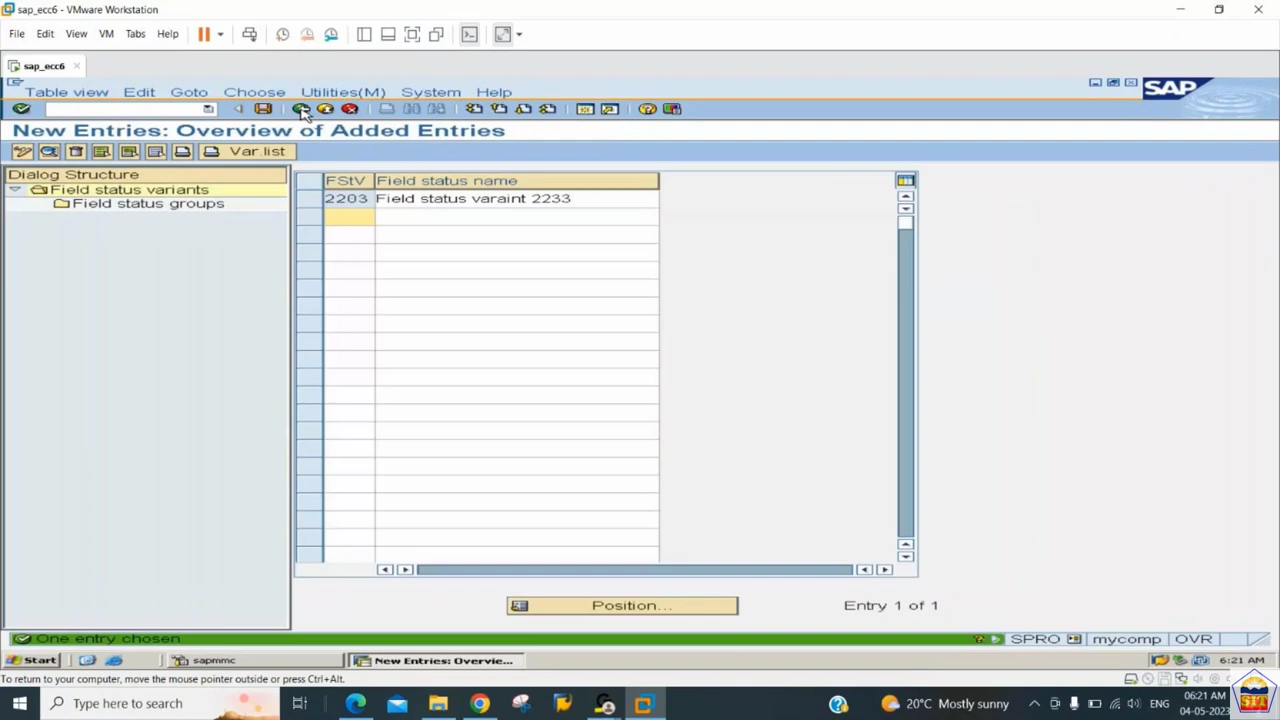 sap_ecc6 - VMware Workstation
File Edit View VM Tabs Help
sap_ecc6
Table view Edit Goto Choose Utilities(M) System Help
SAP
New Entries: Overview of Added Entries
Var list
Dialog Structure
Field status variants
Field status groups
FStV Field status name
2203 Field status varaint 2233
Position...
Entry 1 of 1
One entry chosen
SPRO mycomp OVR
Start sapmmc New Entries: Overvie... 6:21 AM
To return to your computer, move the mouse pointer outside or press Ctrl+Alt.
Type here to search
20°C Mostly sunny
ENG
06:21 AM
04-05-2023